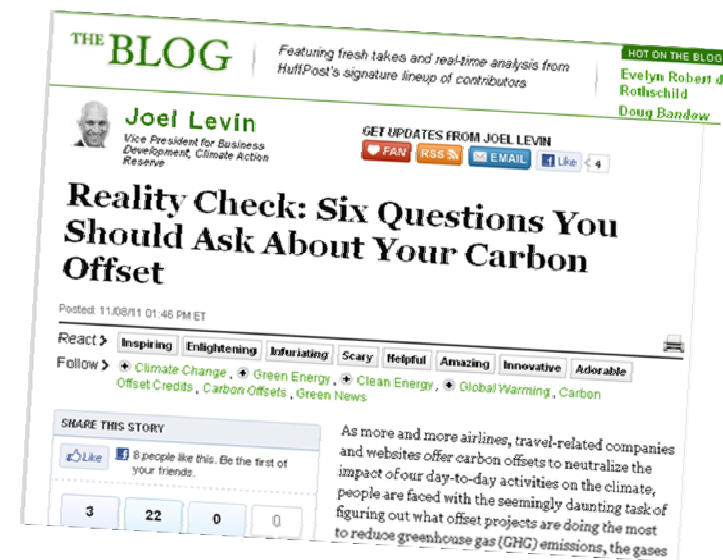 THE BLOG
Featuring fresh takes and real-time analysis from
HuffPost's signature lineup of contributors
HOT ON THE BLOG
Evelyn Robert d
Rothschild
Doug Bandow
Joel Levin
Vice President for Business
Development, Climate Action
Reserve
GET UPDATES FROM JOEL LEVIN
FAN RSS EMAIL Like 4
Reality Check: Six Questions You
Should Ask About Your Carbon
Offset
Posted: 11/08/11 01:46 PM ET
React Inspiring Enlightening Infuriating Scary Helpful Amazing Innovative Adorable
Follow Climate Change, Green Energy, Clean Energy, Global Warming, Carbon
Offset Credits, Carbon Offsets, Green News
SHARE THIS STORY
Like 8 people like this. Be the first of
your friends.
3 22 0 0
As more and more airlines, travel-related companies
and websites offer carbon offsets to neutralize the
impact of our day-to-day activities on the climate,
people are faced with the seemingly daunting task of
figuring out what offset projects are doing the most
to reduce greenhouse gas (GHG) emissions, the gases